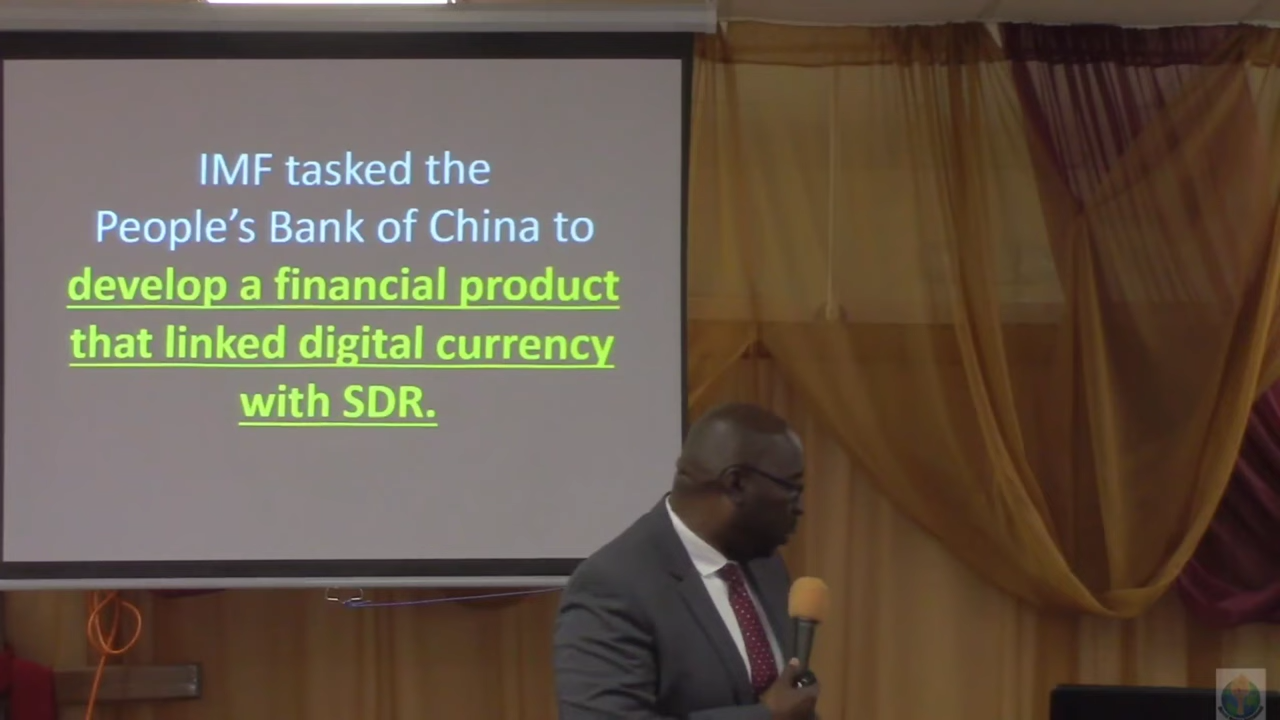 IMF tasked the
People’s Bank of China to
develop a financial product
that linked digital currency
with SDR.